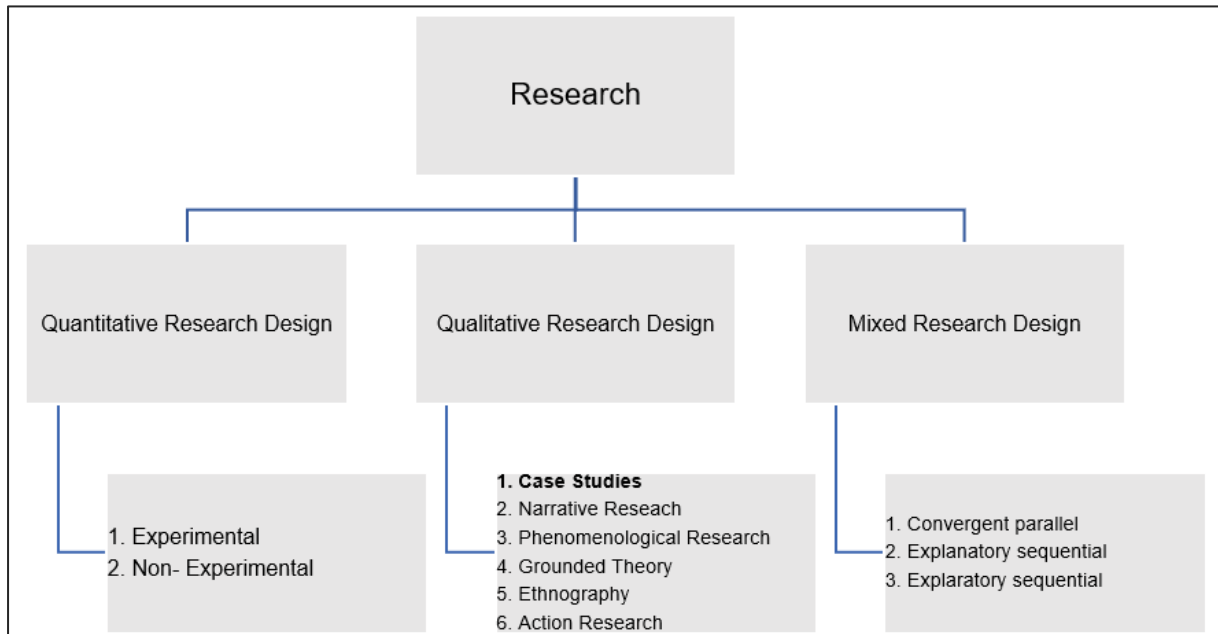 Research
Quantitative Research Design
Qualitative Research Design
Mixed Research Design
1. Experimental
2. Non- Experimental
1. Case Studies
2. Narrative Reseach
3. Phenomenological Research
4. Grounded Theory
5. Ethnography
6. Action Research
1. Convergent parallel
2. Explanatory sequential
3. Explaratory sequential